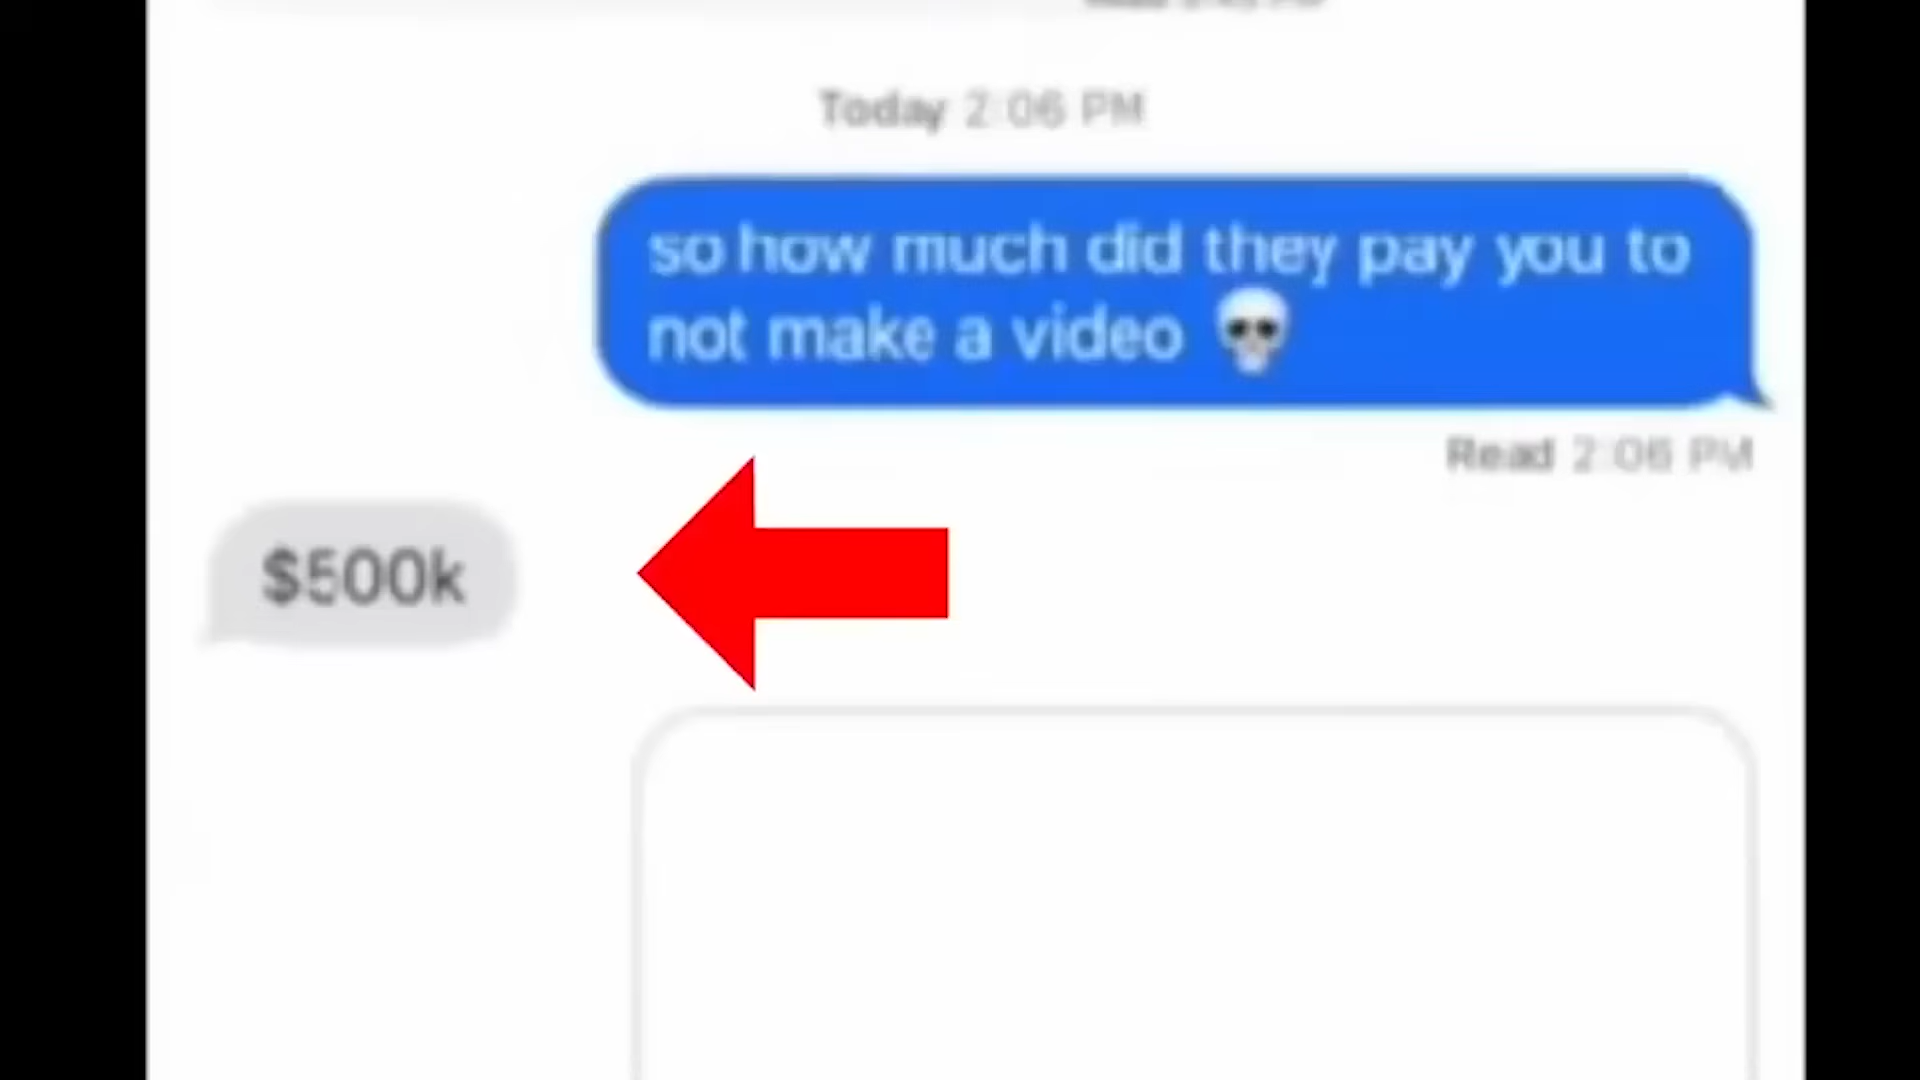 Today 2:06 PM
so how much did they pay you to
not make a video 💀
Read 2:06 PM
$500k